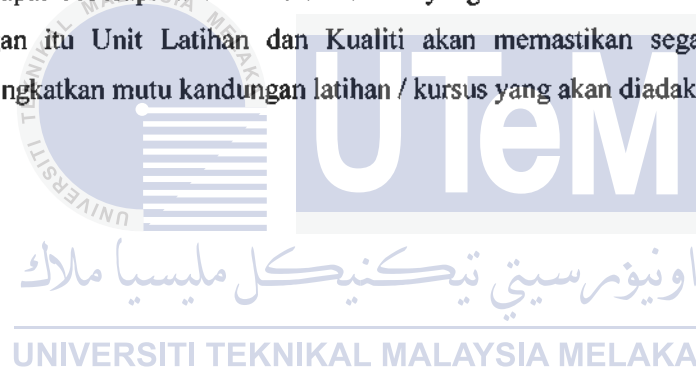 an itu Unit Latihan dan Kualiti akan memastikan sega
ngkatkan mutu kandungan latihan / kursus yang akan diadak
UTeM
اونيۏرسيتي تيكنيكل مليسيا ملاك
UNIVERSITI TEKNIKAL MALAYSIA MELAKA